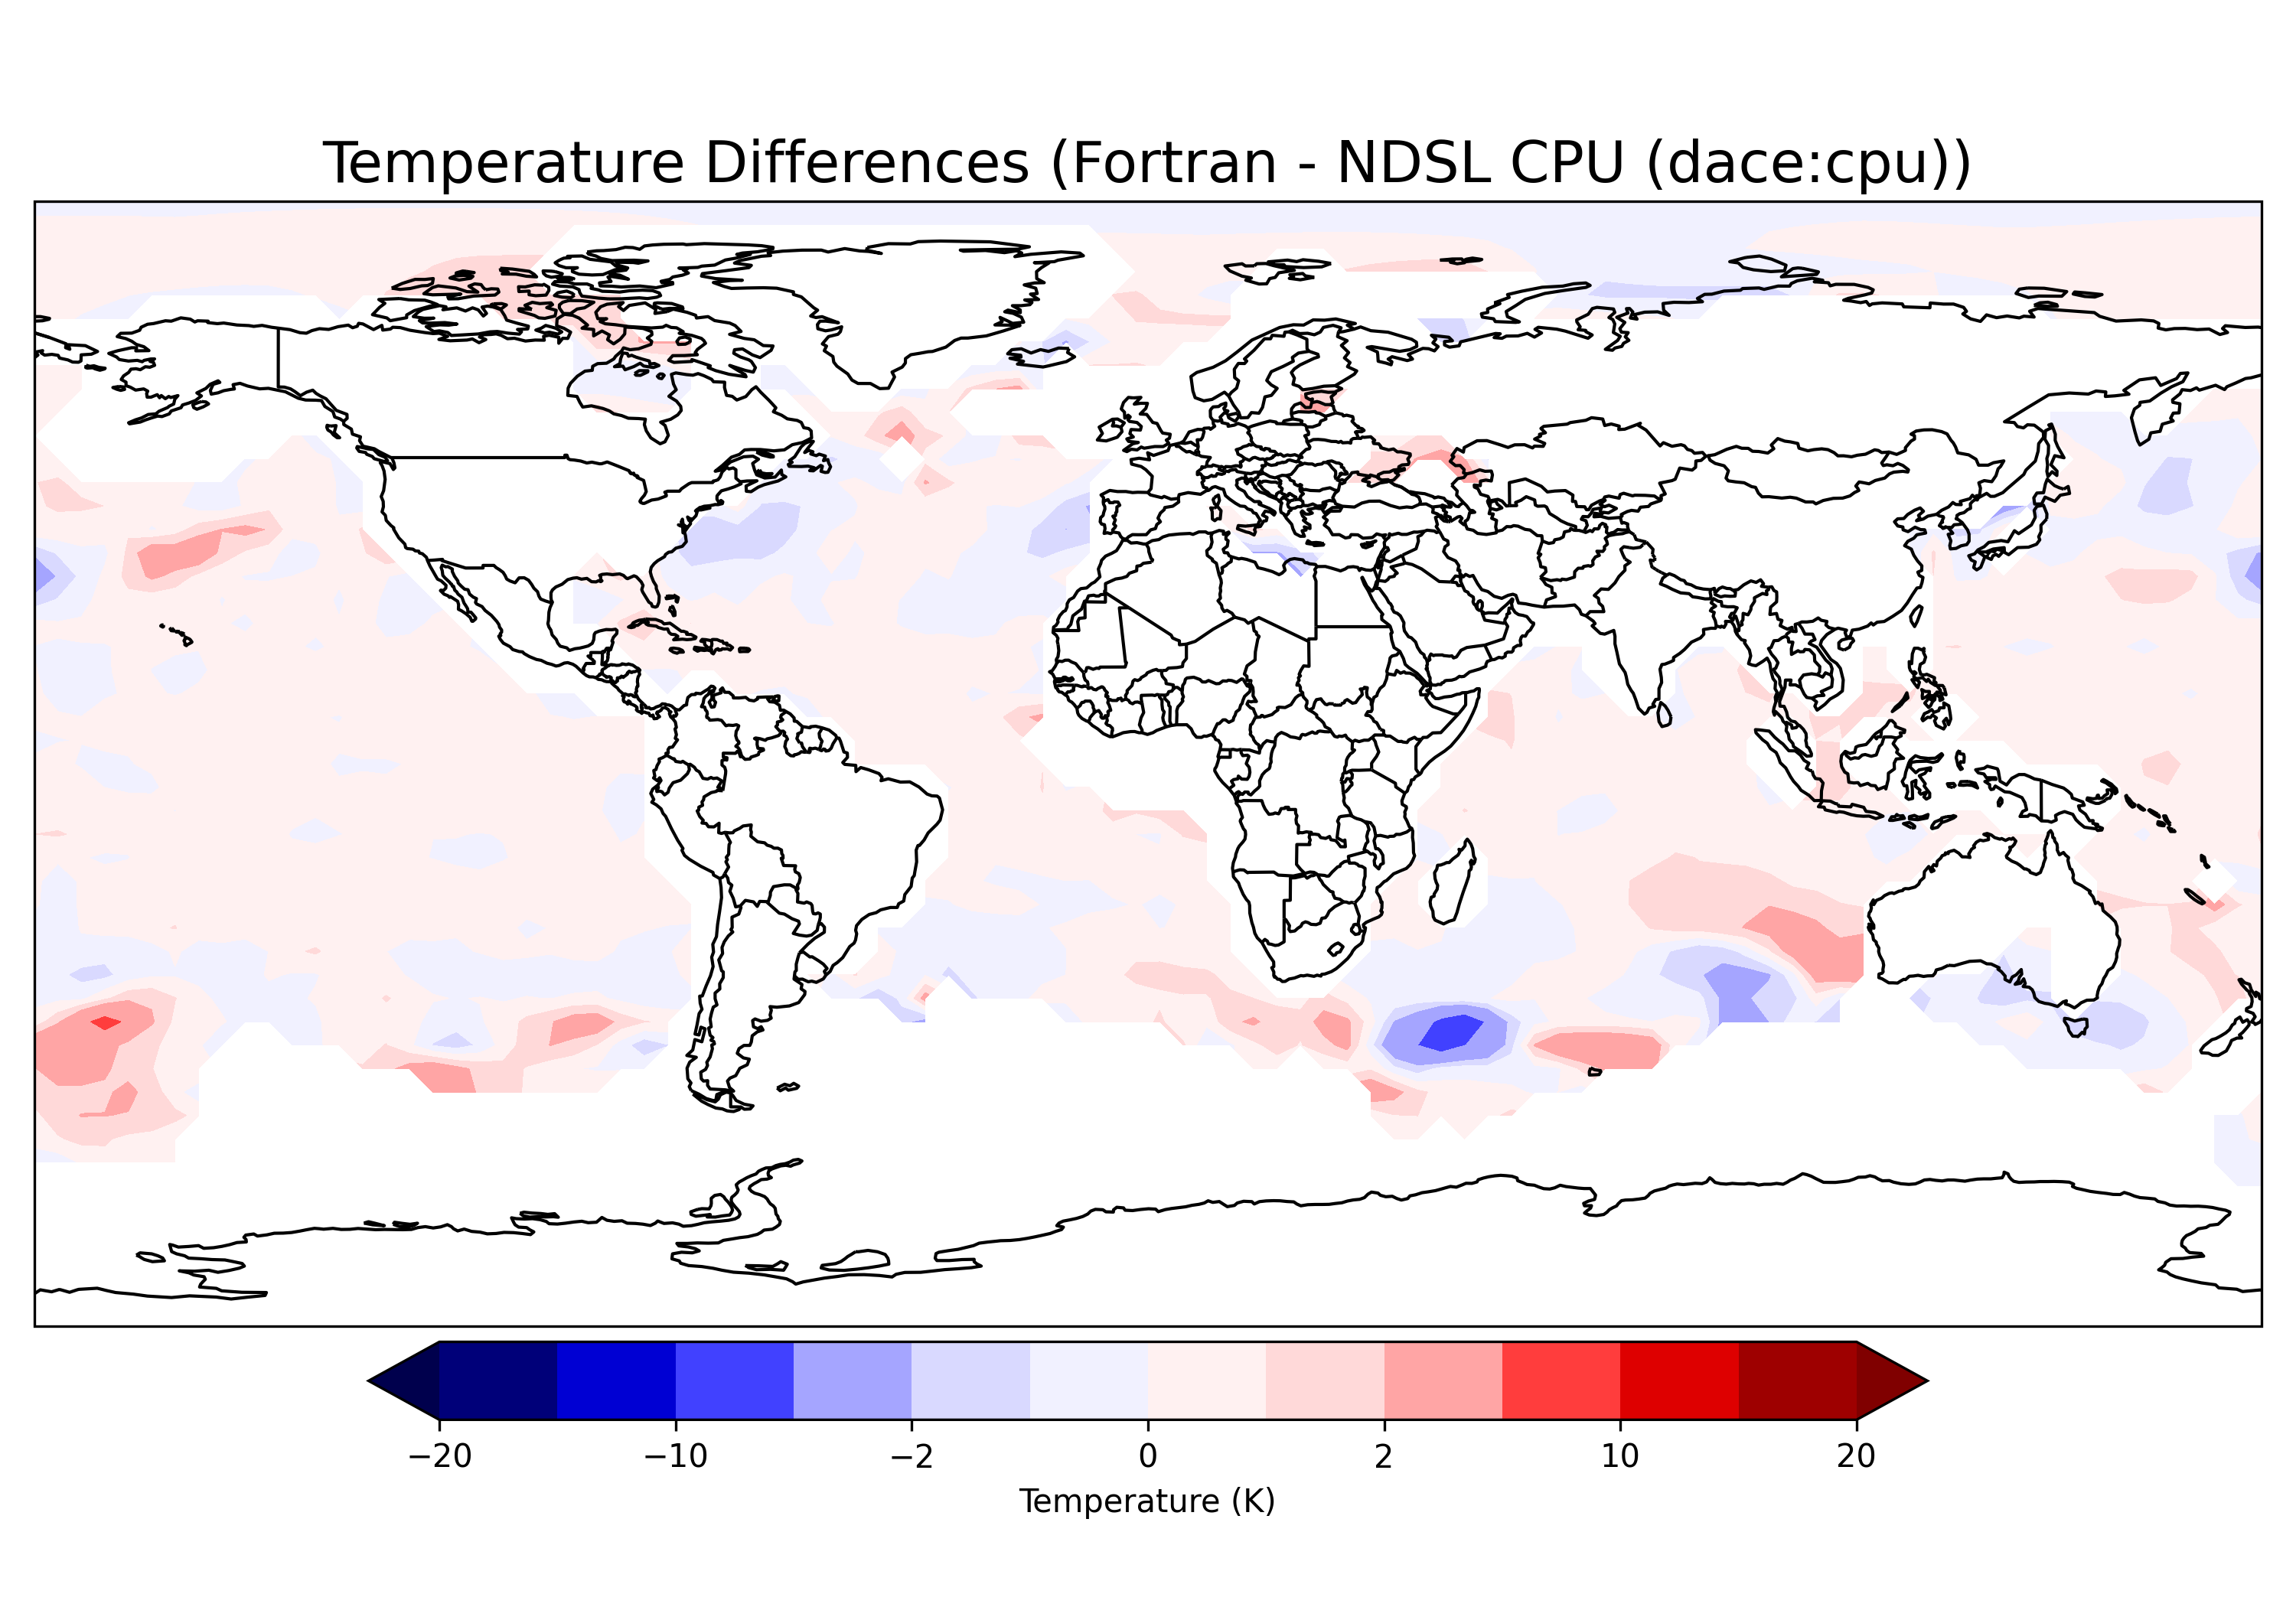 Temperature Differences (Fortran - NDSL CPU (dace:cpu))
−20 −10 −2 0 2 10 20
Temperature (K)